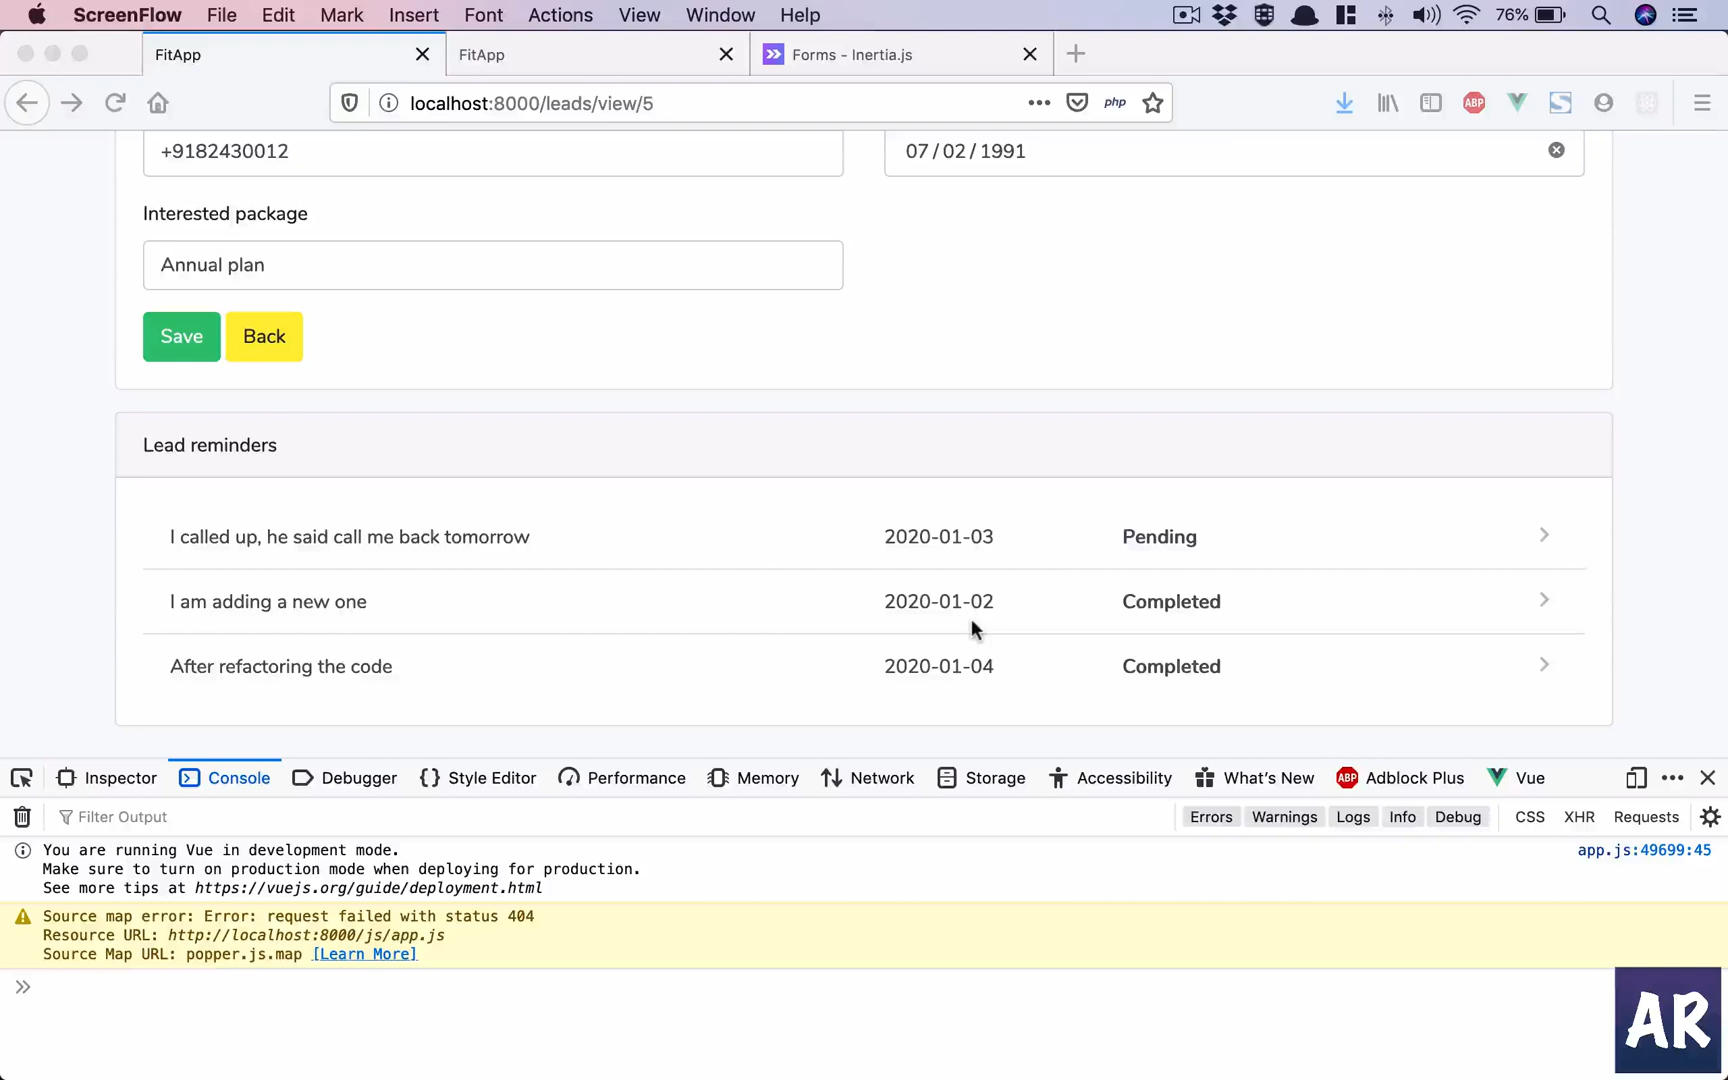 ScreenFlow File Edit Mark Insert Font Actions View Window Help 76%
FitApp FitApp Forms - Inertia.js
localhost:8000/leads/view/5 php ABP
+9182430012 07 / 02 / 1991
Interested package
Annual plan
Save Back
Lead reminders
I called up, he said call me back tomorrow 2020-01-03 Pending
I am adding a new one 2020-01-02 Completed
After refactoring the code 2020-01-04 Completed
Inspector Console Debugger {} Style Editor Performance Memory Network Storage Accessibility What's New ABP Adblock Plus Vue
Filter Output Errors Warnings Logs Info Debug CSS XHR Requests
You are running Vue in development mode. app.js:49699:45
Make sure to turn on production mode when deploying for production.
See more tips at https://vuejs.org/guide/deployment.html
Source map error: Error: request failed with status 404
Resource URL: http://localhost:8000/js/app.js
Source Map URL: popper.js.map [Learn More]
AR